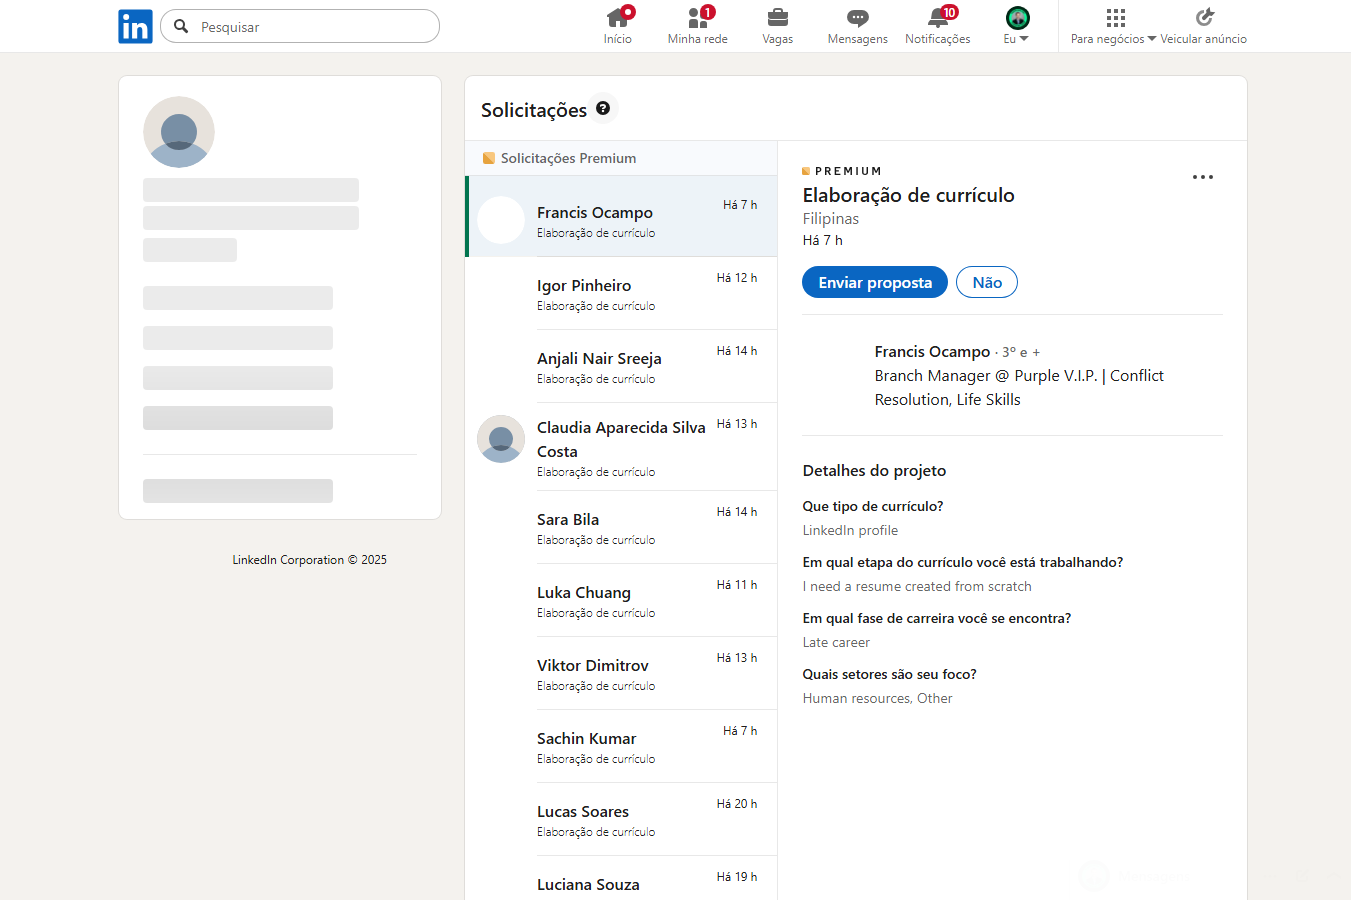 in
Pesquisar
Início
1
Minha rede
Vagas
Mensagens
10
Notificações
Eu
Para negócios
Veicular anúncio
LinkedIn Corporation © 2025
Solicitações ?
Solicitações Premium
Francis Ocampo
Há 7 h
Elaboração de currículo
Igor Pinheiro
Há 12 h
Elaboração de currículo
Anjali Nair Sreeja
Há 14 h
Elaboração de currículo
Claudia Aparecida Silva
Costa
Há 13 h
Elaboração de currículo
Sara Bila
Há 14 h
Elaboração de currículo
Luka Chuang
Há 11 h
Elaboração de currículo
Viktor Dimitrov
Há 13 h
Elaboração de currículo
Sachin Kumar
Há 7 h
Elaboração de currículo
Lucas Soares
Há 20 h
Elaboração de currículo
Luciana Souza
Há 19 h
PREMIUM
Elaboração de currículo
Filipinas
Há 7 h
Enviar proposta
Não
Francis Ocampo · 3º e +
Branch Manager @ Purple V.I.P. | Conflict
Resolution, Life Skills
Detalhes do projeto
Que tipo de currículo?
LinkedIn profile
Em qual etapa do currículo você está trabalhando?
I need a resume created from scratch
Em qual fase de carreira você se encontra?
Late career
Quais setores são seu foco?
Human resources, Other